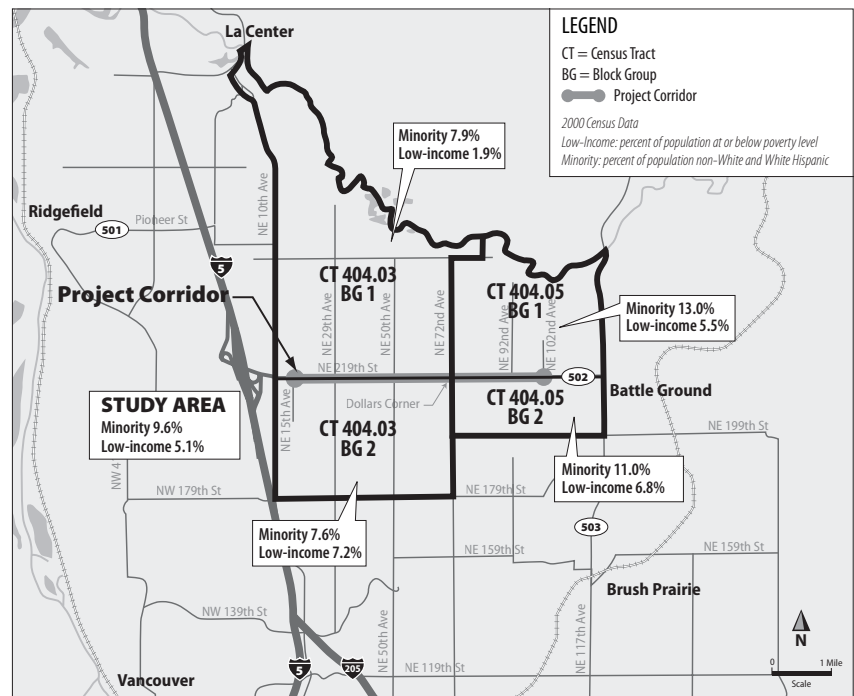 La Center
LEGEND
CT = Census Tract
BG = Block Group
Project Corridor
2000 Census Data
Low-Income: percent of population at or below poverty level
Minority: percent of population non-White and White Hispanic
Minority 7.9%
Low-income 1.9%
NE 10th Ave
Ridgefield
501
Pioneer St
5
Project Corridor
CT 404.03
BG 1
NE 29th Ave
NE 50th Ave
NE 72nd Ave
CT 404.05
BG 1
NE 92nd Ave
NE 102nd Ave
Minority 13.0%
Low-income 5.5%
NE 219th St
502
Battle Ground
Dollars Corner
CT 404.05
BG 2
STUDY AREA
Minority 9.6%
Low-income 5.1%
NE 15th Ave
CT 404.03
BG 2
NE 199th St
NW 4
NW 179th St
NE 179th St
Minority 11.0%
Low-income 6.8%
503
Minority 7.6%
Low-income 7.2%
NE 159th St
NE 159th St
Brush Prairie
NW 139th St
NE 50th Ave
NE 117th Ave
N
5
205
NE 119th St
0 1 Mile
Scale
Vancouver